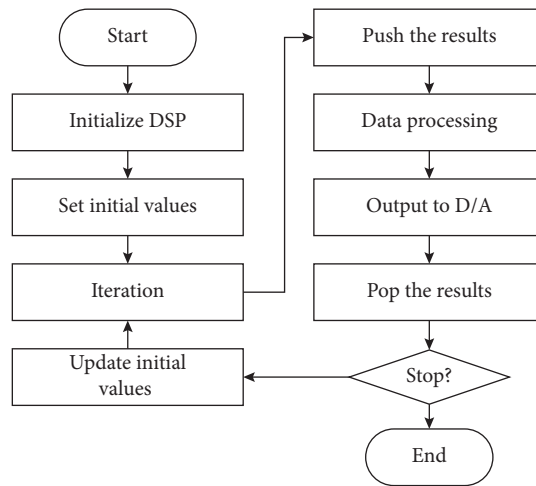 Start
Initialize DSP
Set initial values
Iteration
Update initial
values
Push the results
Data processing
Output to D/A
Pop the results
Stop?
End